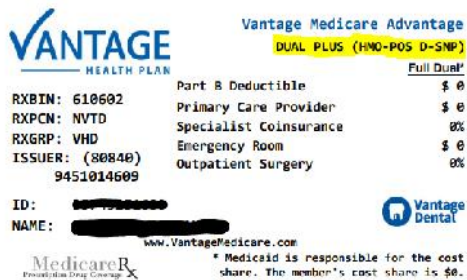 VANTAGE
HEALTH PLAN
Vantage Medicare Advantage
DUAL PLUS (HMO-POS D-SNP)
Full Dual*
Part B Deductible $ 0
Primary Care Provider $ 0
Specialist Coinsurance 0%
Emergency Room $ 0
Outpatient Surgery 0%
RXBIN: 610602
RXPCN: NVTD
RXGRP: VHD
ISSUER: (80840)
9451014609
ID:
NAME:
Vantage
Dental
www.VantageMedicare.com
MedicareRx
Prescription Drug Coverage
* Medicaid is responsible for the cost
share. The member's cost share is $0.